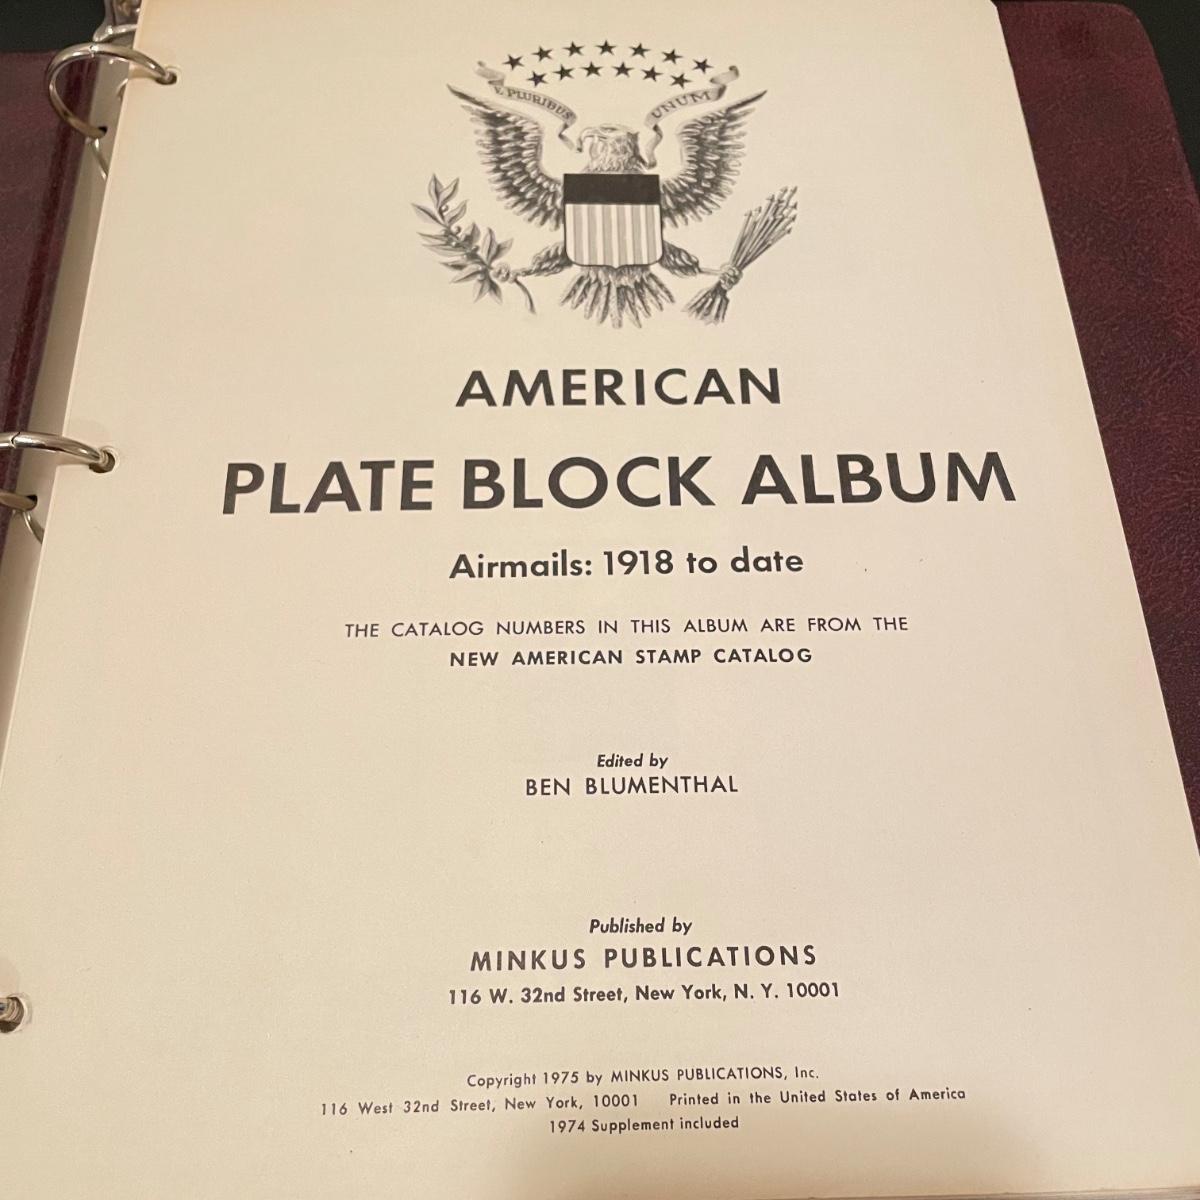 E PLURIBUS UNUM
AMERICAN
PLATE BLOCK ALBUM
Airmails: 1918 to date
THE CATALOG NUMBERS IN THIS ALBUM ARE FROM THE
NEW AMERICAN STAMP CATALOG
Edited by
BEN BLUMENTHAL
Published by
MINKUS PUBLICATIONS
116 W. 32nd Street, New York, N. Y. 10001
Copyright 1975 by MINKUS PUBLICATIONS, Inc.
116 West 32nd Street, New York, 10001 Printed in the United States of America
1974 Supplement included